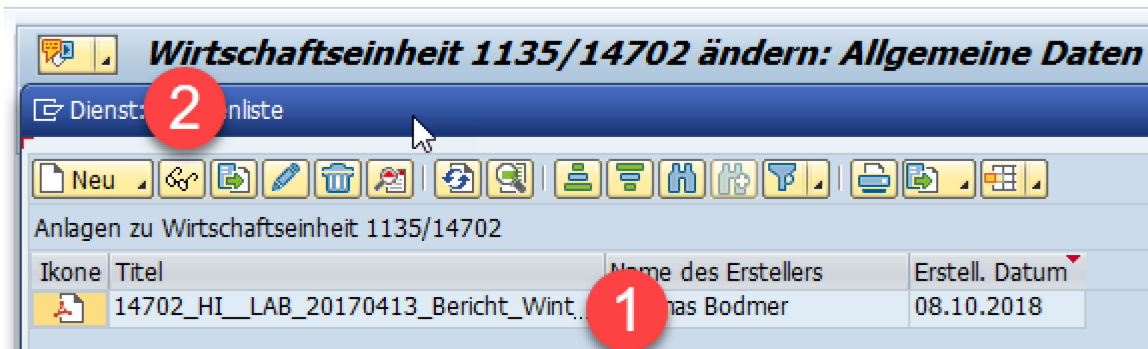 Wirtschaftseinheit 1135/14702 ändern: Allgemeine Daten
2
Dienst: nliste
Neu
Anlagen zu Wirtschaftseinheit 1135/14702
Ikone Titel Name des Erstellers Erstell. Datum
14702_HI__LAB_20170413_Bericht_Wint... 1 as Bodmer 08.10.2018